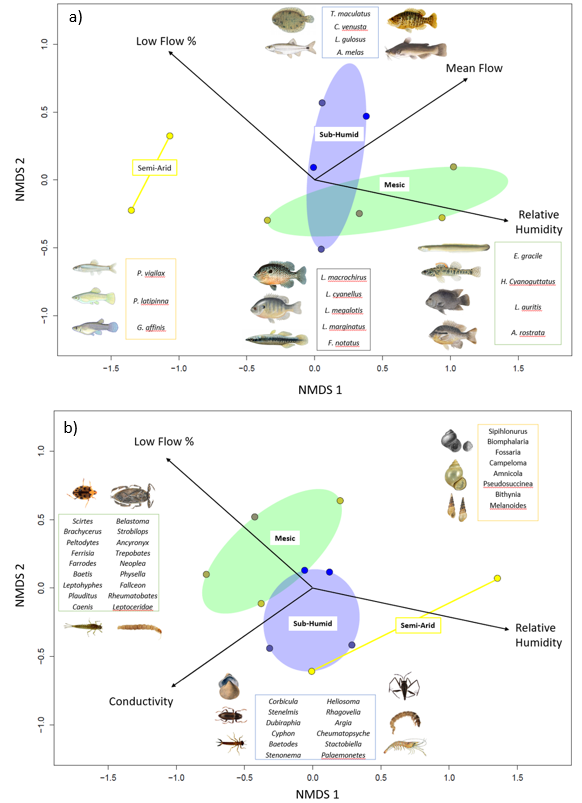 a)
T. maculatus
C. venusta
L. gulosus
A. melas
Low Flow %
Mean Flow
1.0
0.5
0.0
−0.5
−1.0
NMDS 2
Sub-Humid
Semi-Arid
Mesic
Relative
Humidity
P. vigilax
P. latipinna
G. affinis
L. macrochirus
L. cyanellus
L. megalotis
L. marginatus
F. notatus
E. gracile
H. Cyanoguttatus
L. auritis
A. rostrata
−1.5 −1.0 −0.5 0.0 0.5 1.0 1.5
NMDS 1
b)
Low Flow %
Sipihlonurus
Biomphalaria
Fossaria
Campeloma
Amnicola
Pseudosuccinea
Bithynia
Melanoides
1.0
0.5
0.0
−0.5
−1.0
NMDS 2
Scirtes Belastoma
Brachycerus Strobilops
Peltodytes Ancyronyx
Ferrisia Trepobates
Farrodes Neoplea
Baetis Physella
Leptohyphes Fallceon
Plauditus Rheumatobates
Caenis Leptoceridae
Mesic
Sub-Humid
Semi-Arid
Relative
Humidity
Conductivity
Corbicula Heliosoma
Stenelmis Rhagovelia
Dubiraphia Argia
Cyphon Cheumatopsyche
Baetodes Stactobiella
Stenonema Palaemonetes
−1.5 −1.0 −0.5 0.0 0.5 1.0 1.5
NMDS 1